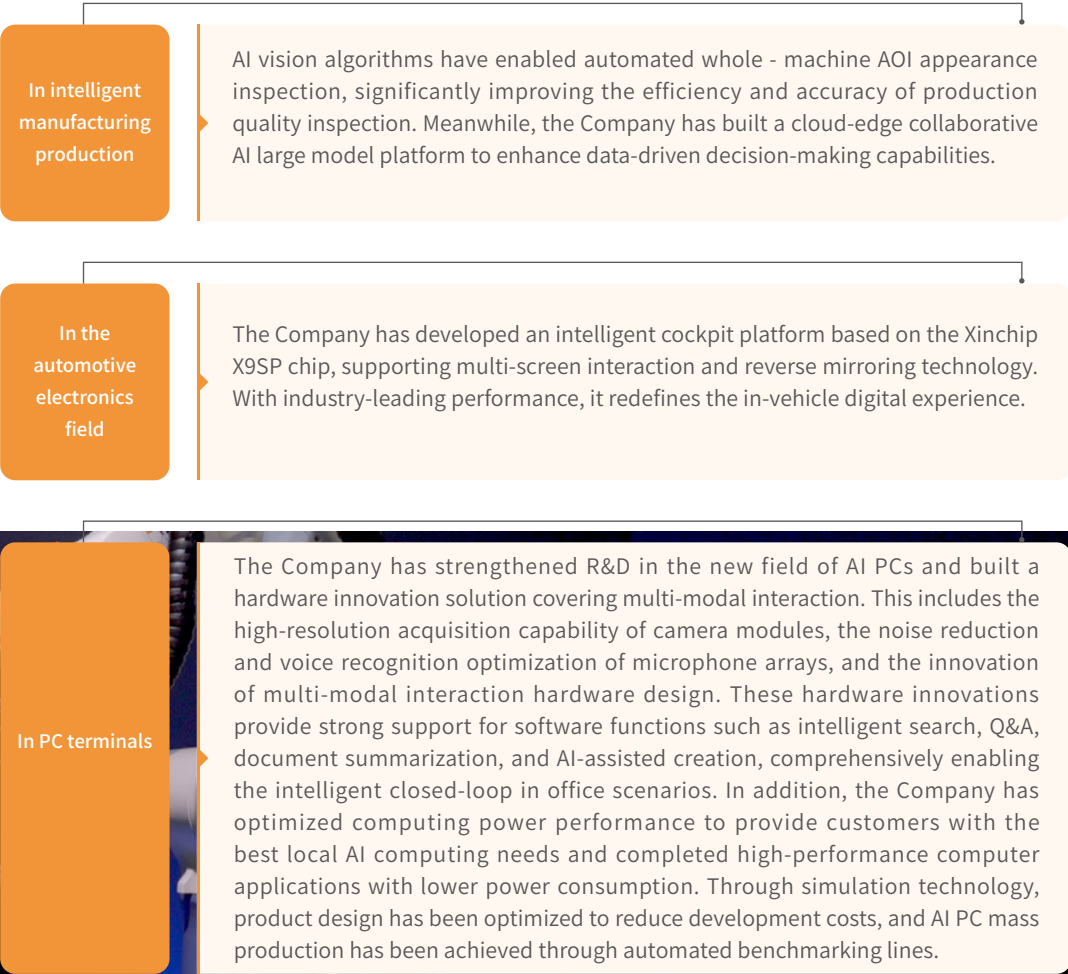 In intelligent
manufacturing
production
AI vision algorithms have enabled automated whole - machine AOI appearance
inspection, significantly improving the efficiency and accuracy of production
quality inspection. Meanwhile, the Company has built a cloud-edge collaborative
AI large model platform to enhance data-driven decision-making capabilities.
In the
automotive
electronics
field
The Company has developed an intelligent cockpit platform based on the Xinchip
X9SP chip, supporting multi-screen interaction and reverse mirroring technology.
With industry-leading performance, it redefines the in-vehicle digital experience.
In PC terminals
The Company has strengthened R&D in the new field of AI PCs and built a
hardware innovation solution covering multi-modal interaction. This includes the
high-resolution acquisition capability of camera modules, the noise reduction
and voice recognition optimization of microphone arrays, and the innovation
of multi-modal interaction hardware design. These hardware innovations
provide strong support for software functions such as intelligent search, Q&A,
document summarization, and AI-assisted creation, comprehensively enabling
the intelligent closed-loop in office scenarios. In addition, the Company has
optimized computing power performance to provide customers with the
best local AI computing needs and completed high-performance computer
applications with lower power consumption. Through simulation technology,
product design has been optimized to reduce development costs, and AI PC mass
production has been achieved through automated benchmarking lines.